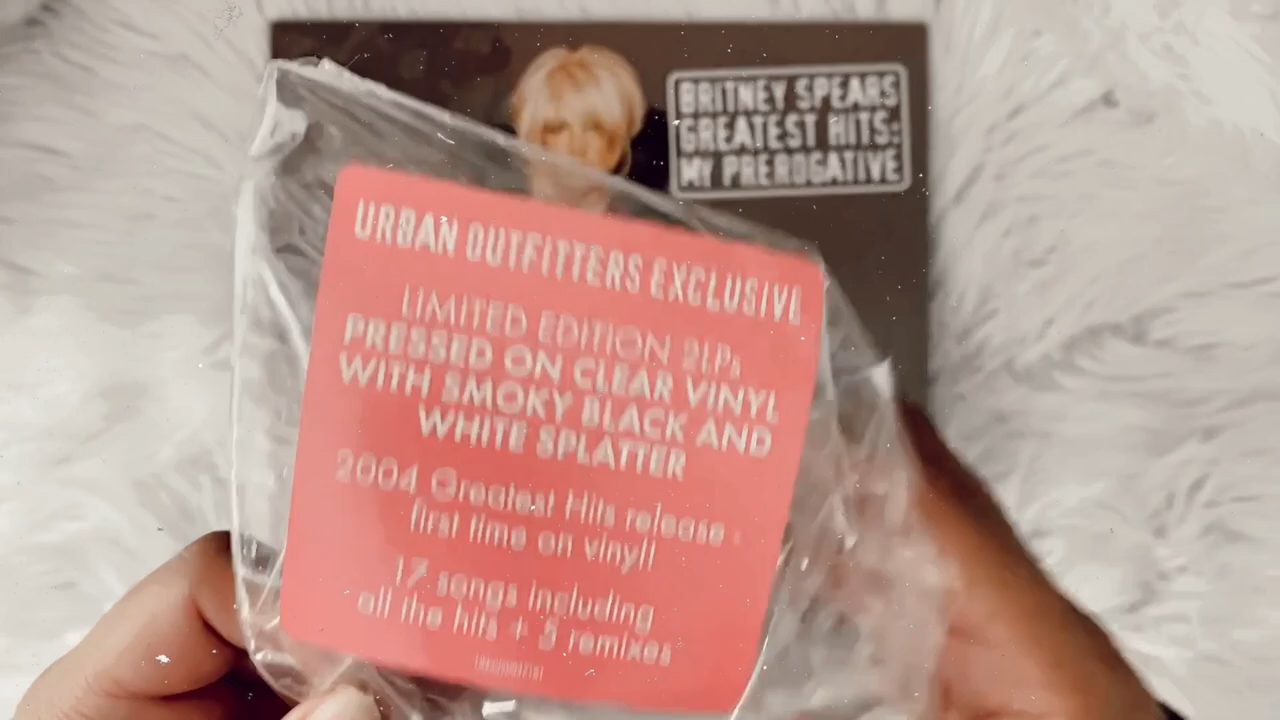 BRITNEY SPEARS
GREATEST HITS:
MY PREROGATIVE
URBAN OUTFITTERS EXCLUSIVE
LIMITED EDITION 2LPs
PRESSED ON CLEAR VINYL
WITH SMOKY BLACK AND
WHITE SPLATTER
2004 Greatest Hits release -
first time on vinyl!
17 songs including
all the hits + 5 remixes